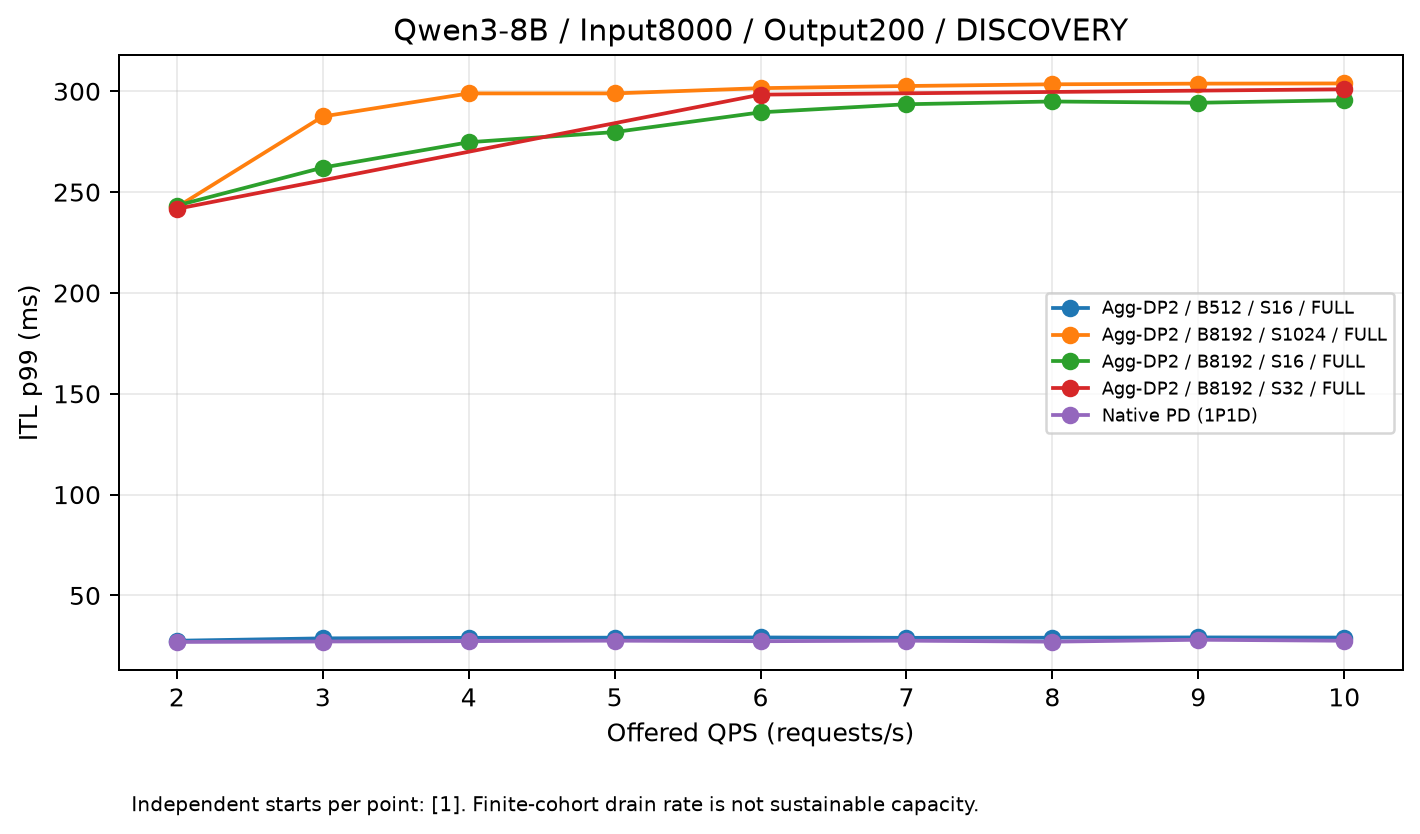 Qwen3-8B / Input8000 / Output200 / DISCOVERY
ITL p99 (ms)
300
250
200
150
100
50
Agg-DP2 / B512 / S16 / FULL
Agg-DP2 / B8192 / S1024 / FULL
Agg-DP2 / B8192 / S16 / FULL
Agg-DP2 / B8192 / S32 / FULL
Native PD (1P1D)
2 3 4 5 6 7 8 9 10
Offered QPS (requests/s)
Independent starts per point: [1]. Finite-cohort drain rate is not sustainable capacity.